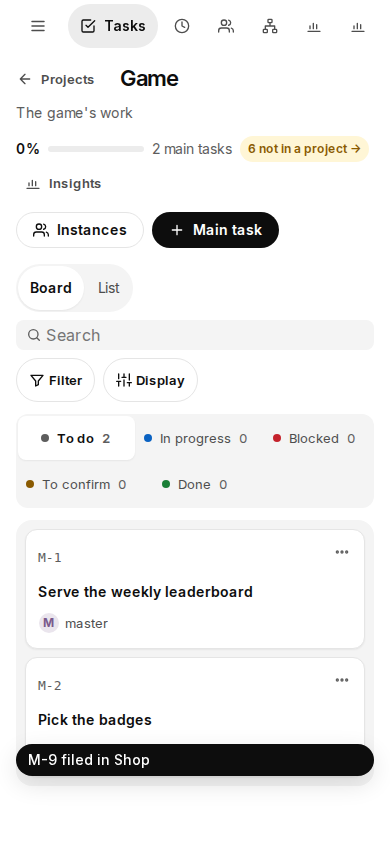 Tasks
Projects
Game
The game's work
0% 2 main tasks 6 not in a project →
Insights
Instances
Main task
Board List
Search
Filter Display
To do 2 In progress 0 Blocked 0
To confirm 0 Done 0
M-1
Serve the weekly leaderboard
M master
M-2
Pick the badges
M-9 filed in Shop